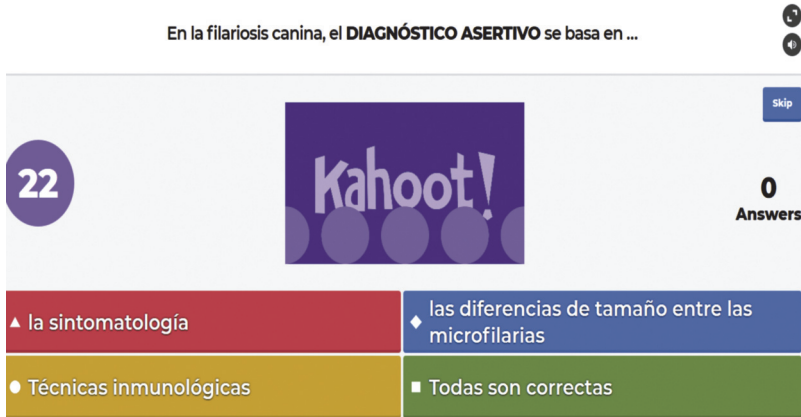 En la filariosis canina, el DIAGNÓSTICO ASERTIVO se basa en ...
Skip
22
Kahoot!
0
Answers
la sintomatología
las diferencias de tamaño entre las
microfilarias
Técnicas inmunológicas
Todas son correctas